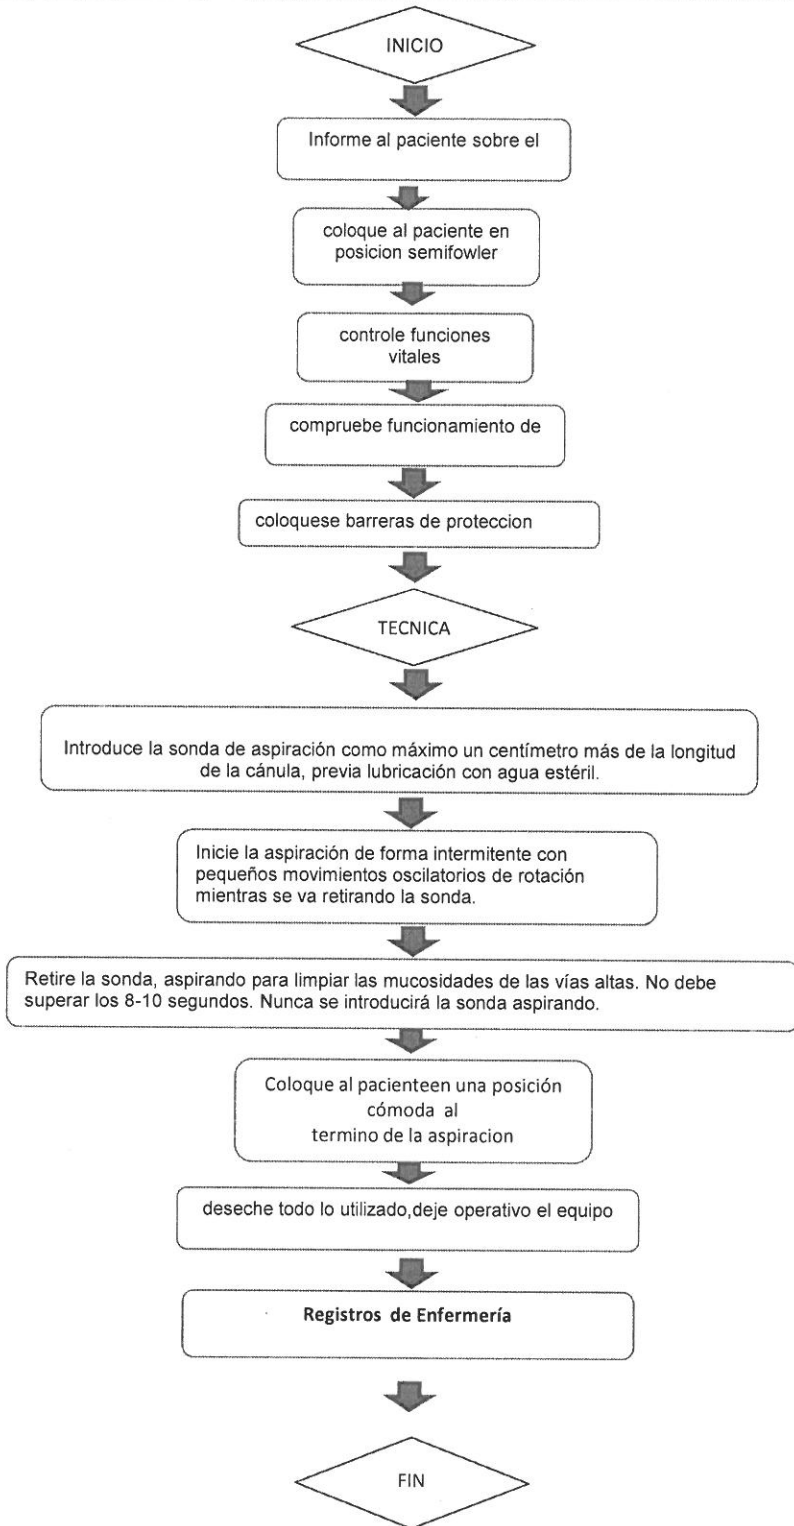 INICIO
Informe al paciente sobre el
coloque al paciente en
posicion semifowler
controle funciones
vitales
compruebe funcionamiento de
coloquese barreras de proteccion
TECNICA
Introduce la sonda de aspiración como máximo un centímetro más de la longitud
de la cánula, previa lubricación con agua estéril.
Inicie la aspiración de forma intermitente con
pequeños movimientos oscilatorios de rotación
mientras se va retirando la sonda.
Retire la sonda, aspirando para limpiar las mucosidades de las vías altas. No debe
superar los 8-10 segundos. Nunca se introducirá la sonda aspirando.
Coloque al pacienteen una posición
cómoda al
termino de la aspiracion
deseche todo lo utilizado,deje operativo el equipo
Registros de Enfermería
FIN